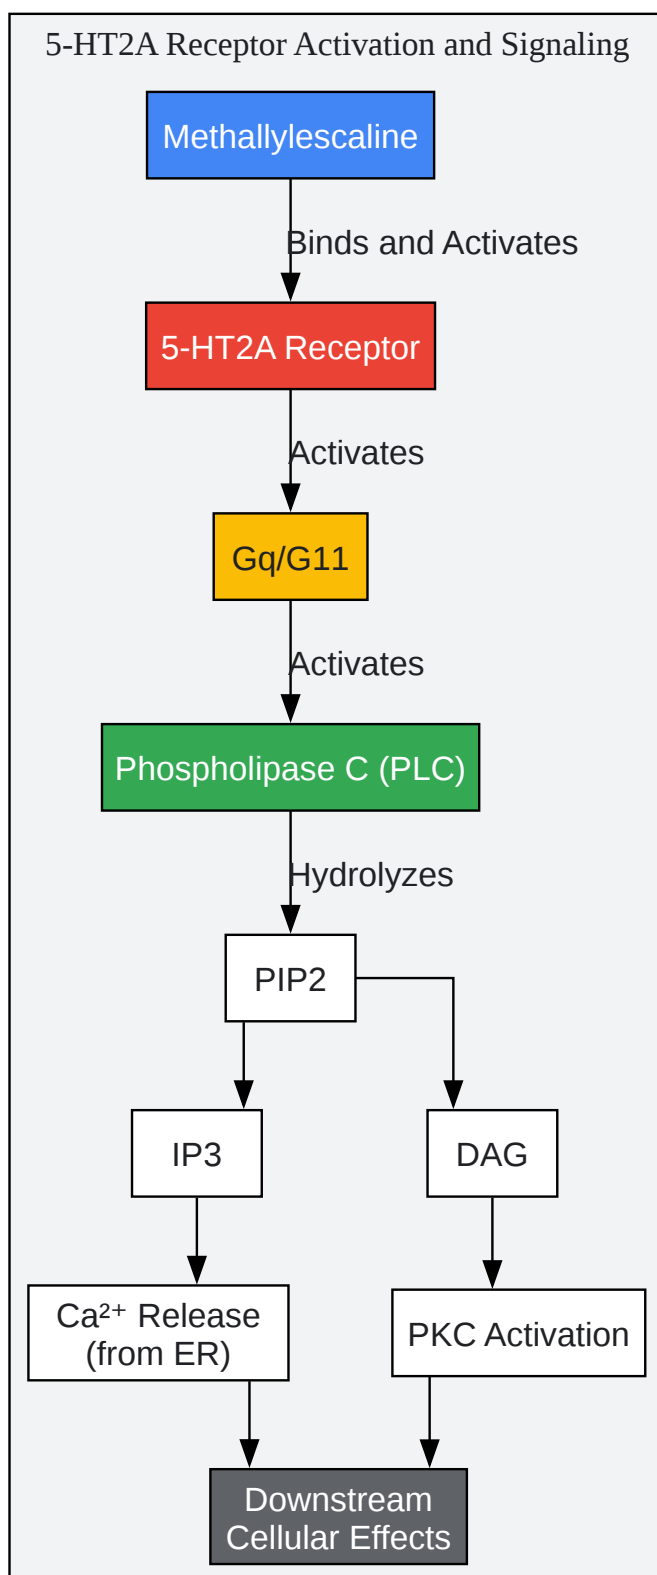 5-HT2A Receptor Activation and Signaling
Methallylescaline
Binds and Activates
5-HT2A Receptor
Activates
Gq/G11
Activates
Phospholipase C (PLC)
Hydrolyzes
PIP2
IP3
DAG
Ca²⁺ Release
(from ER)
PKC Activation
Downstream
Cellular Effects